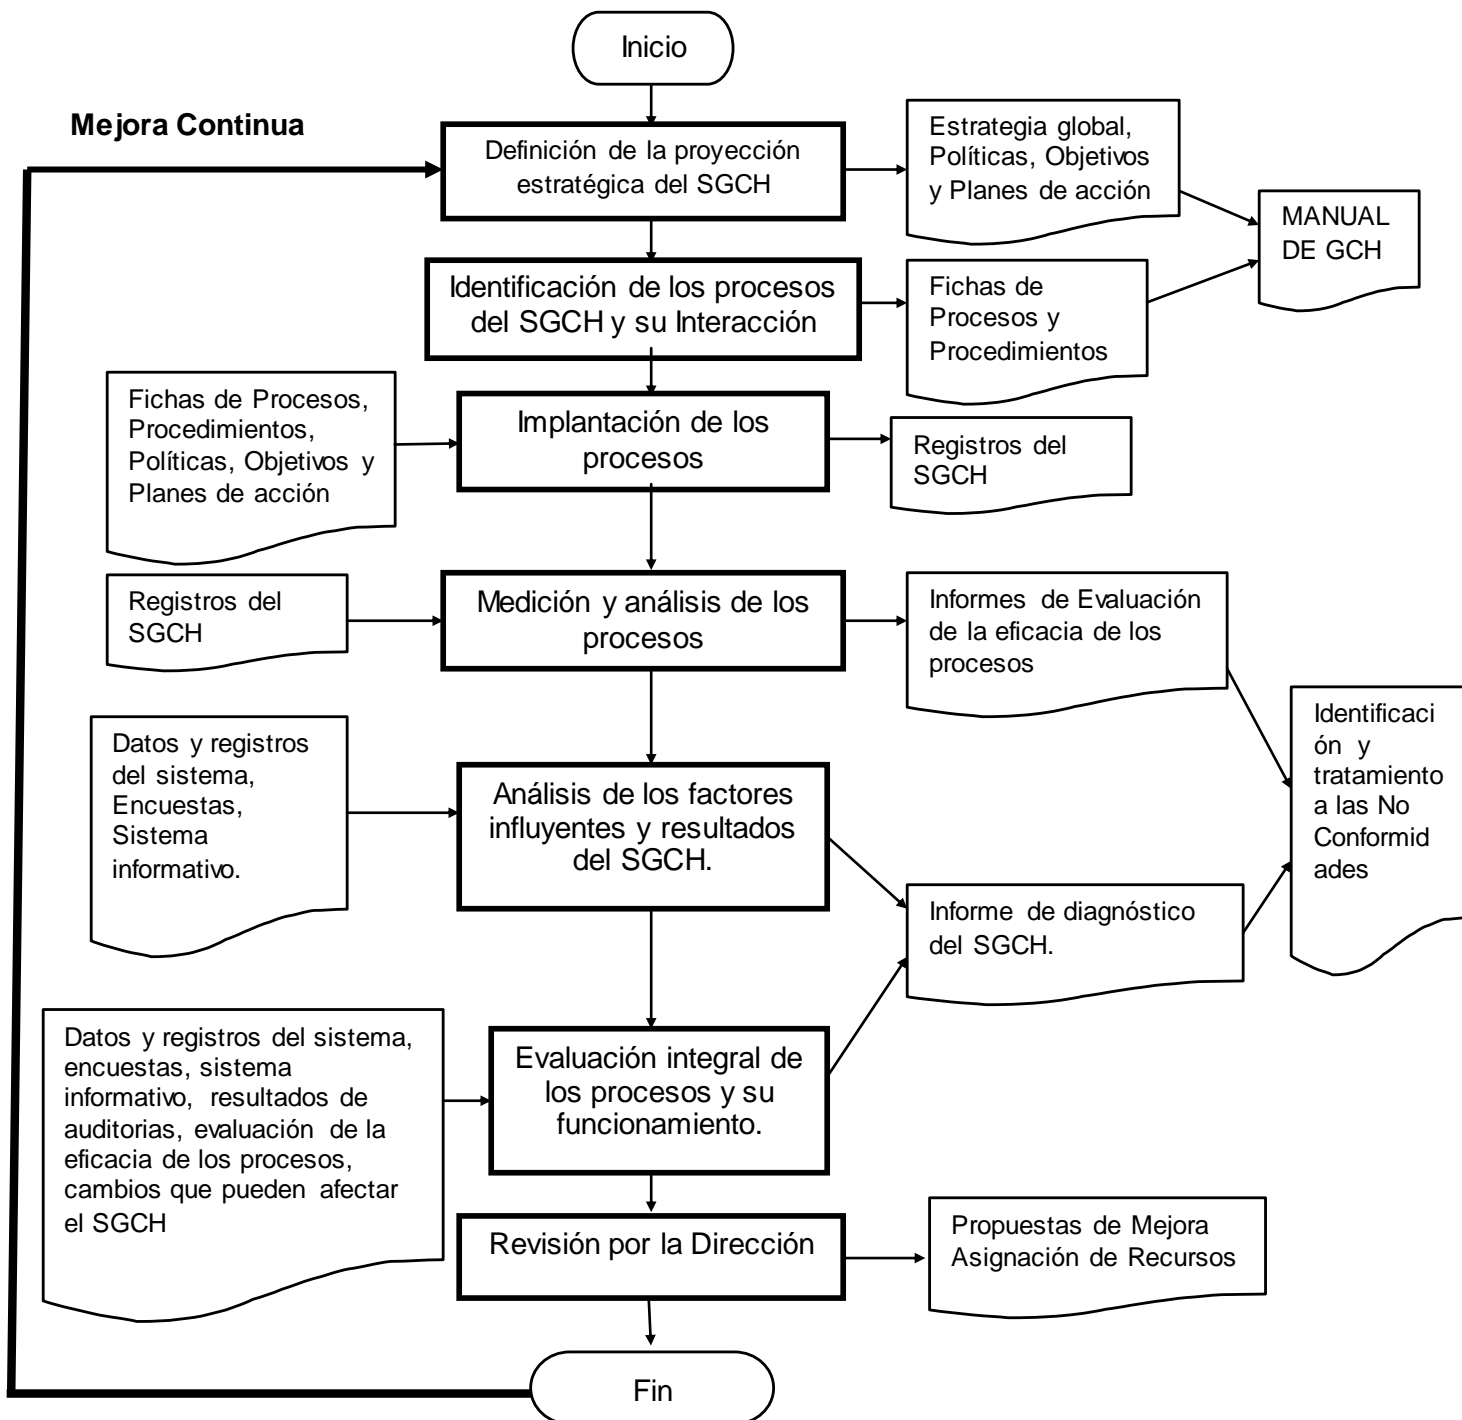 Inicio
Mejora Continua
Definición de la proyección
estratégica del SGCH
Estrategia global,
Políticas, Objetivos
y Planes de acción
MANUAL
DE GCH
Identificación de los procesos
del SGCH y su Interacción
Fichas de
Procesos y
Procedimientos
Fichas de Procesos,
Procedimientos,
Políticas, Objetivos y
Planes de acción
Implantación de los
procesos
Registros del
SGCH
Registros del
SGCH
Medición y análisis de los
procesos
Informes de Evaluación
de la eficacia de los
procesos
Identificaci
ón y
tratamiento
a las No
Conformid
ades
Datos y registros
del sistema,
Encuestas,
Sistema
informativo.
Análisis de los factores
influyentes y resultados
del SGCH.
Informe de diagnóstico
del SGCH.
Datos y registros del sistema,
encuestas, sistema
informativo, resultados de
auditorias, evaluación de la
eficacia de los procesos,
cambios que pueden afectar
el SGCH
Evaluación integral de
los procesos y su
funcionamiento.
Revisión por la Dirección
Propuestas de Mejora
Asignación de Recursos
Fin